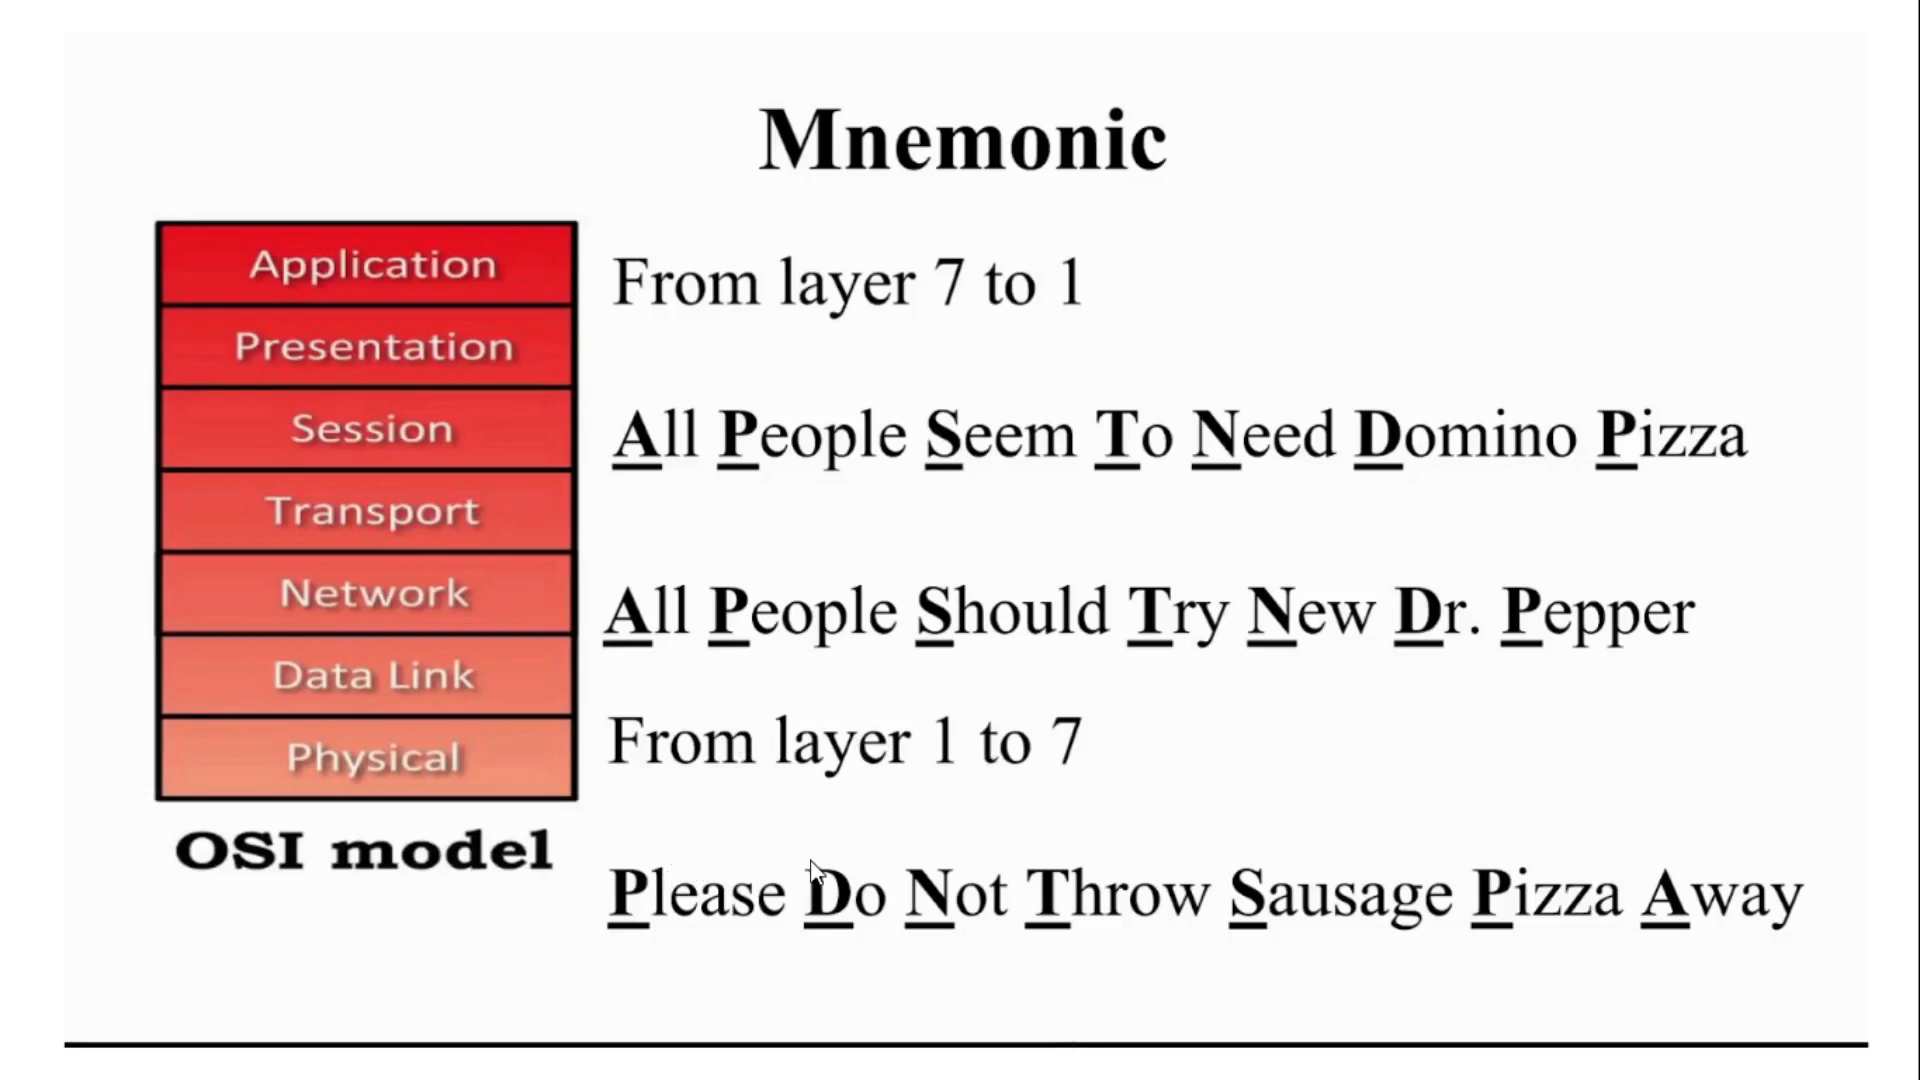 Mnemonic
Application
Presentation
Session
Transport
Network
Data Link
Physical
OSI model
From layer 7 to 1
All People Seem To Need Domino Pizza
All People Should Try New Dr. Pepper
From layer 1 to 7
Please Do Not Throw Sausage Pizza Away